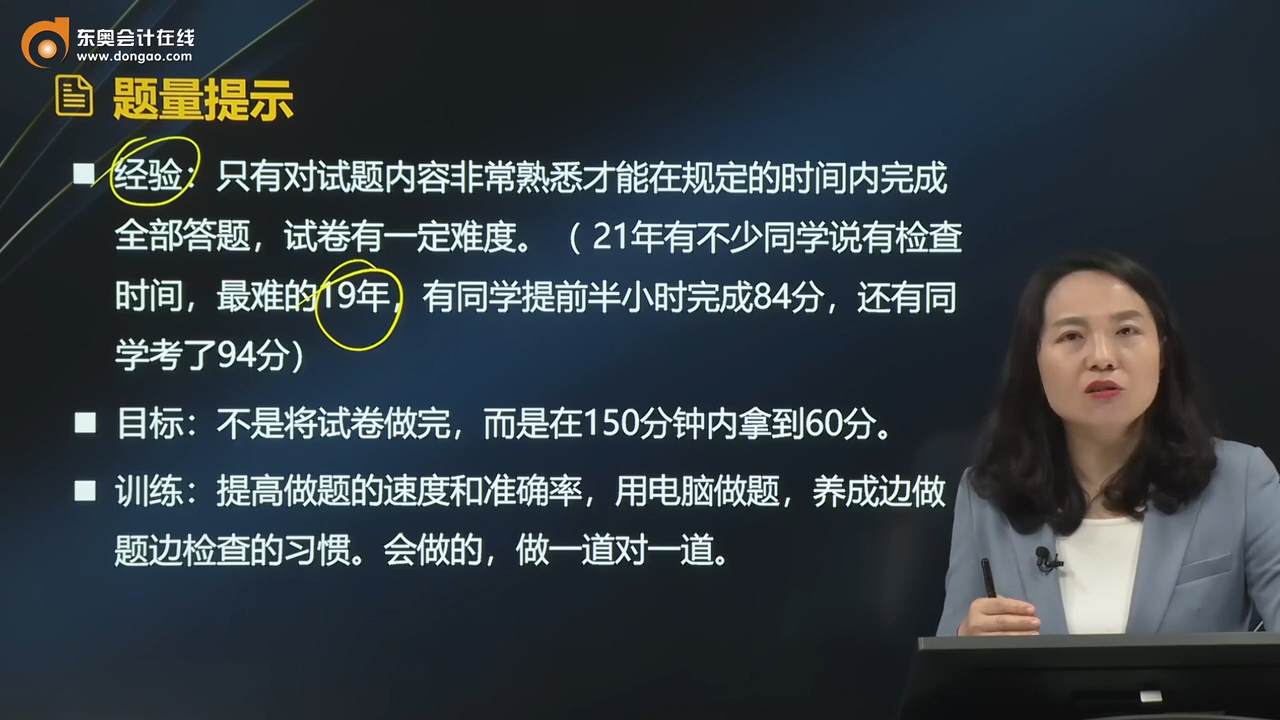 东奥会计在线
www.dongao.com
题量提示
经验：只有对试题内容非常熟悉才能在规定的时间内完成
全部答题，试卷有一定难度。（21年有不少同学说有检查
时间，最难的19年，有同学提前半小时完成84分，还有同
学考了94分）
目标：不是将试卷做完，而是在150分钟内拿到60分。
训练：提高做题的速度和准确率，用电脑做题，养成边做
题边检查的习惯。会做的，做一道对一道。